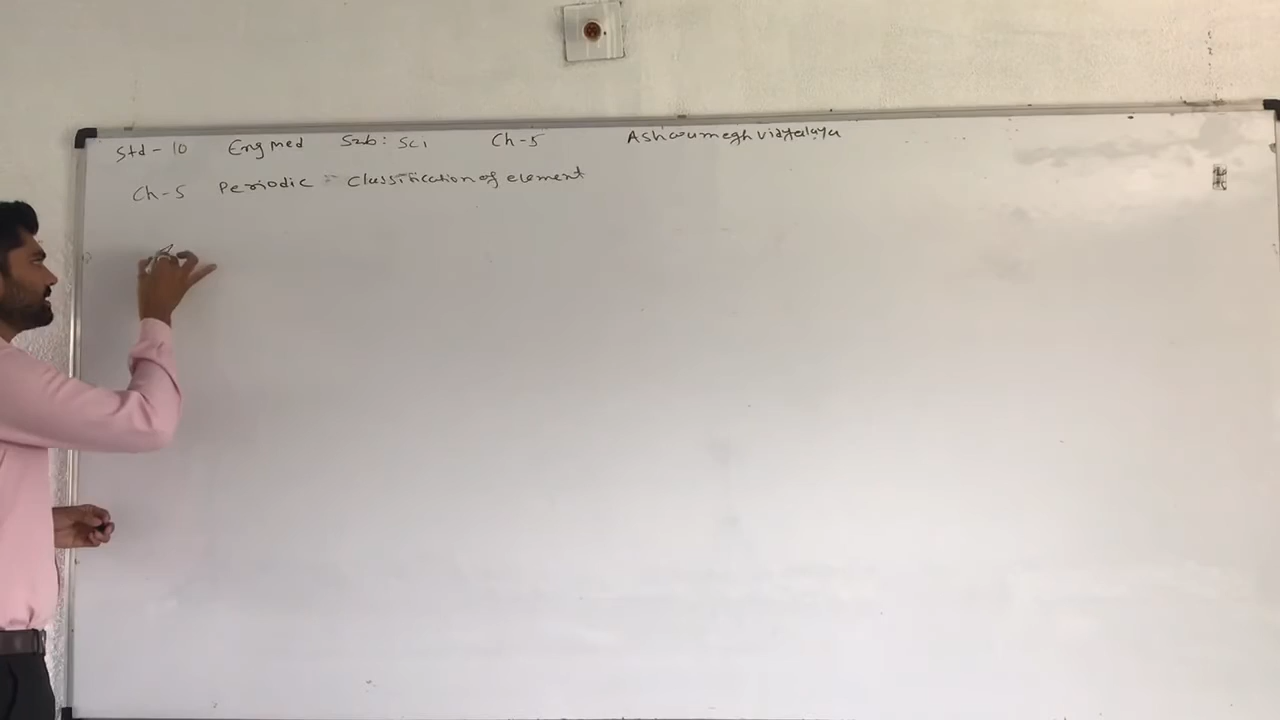 Std - 10 Eng med Sub: Sci Ch-5 Ashwamegh vidyalaya
Ch-5 Periodic Classification of element